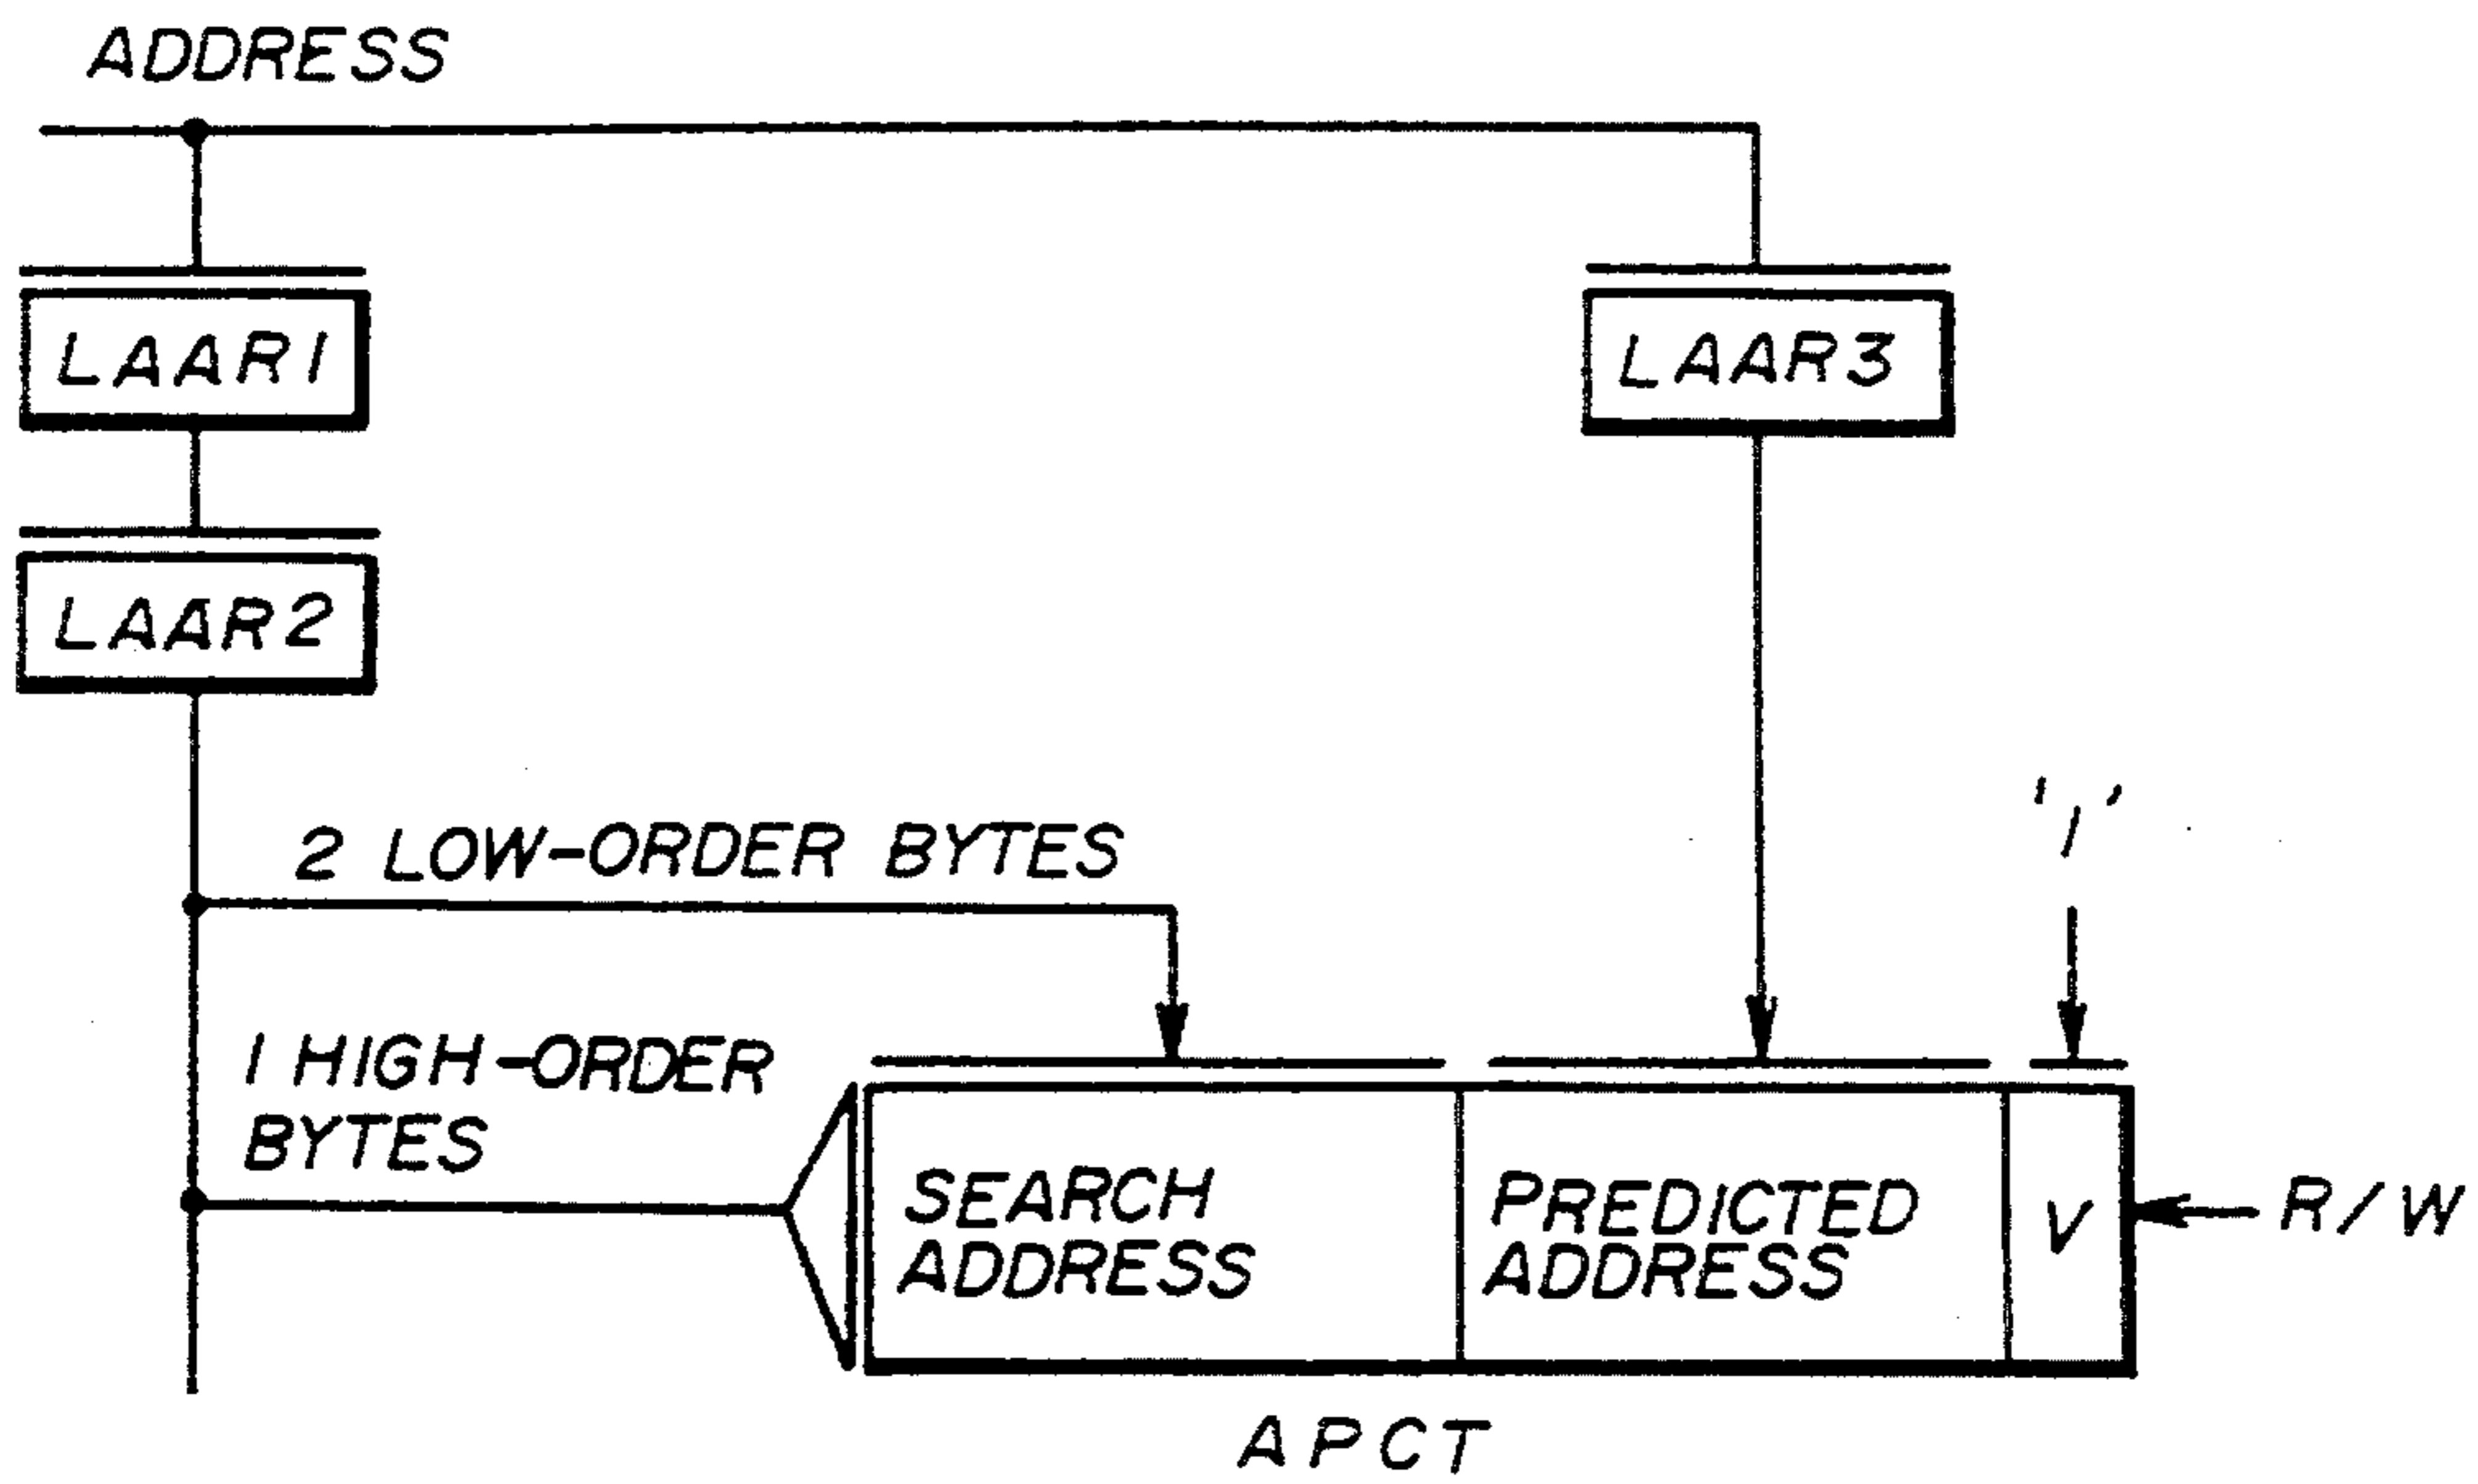 ADDRESS
LAAR1
LAAR3
LAAR2
'1'
2 LOW-ORDER BYTES
1 HIGH-ORDER
BYTES
SEARCH
ADDRESS
PREDICTED
ADDRESS
V
R/W
APCT